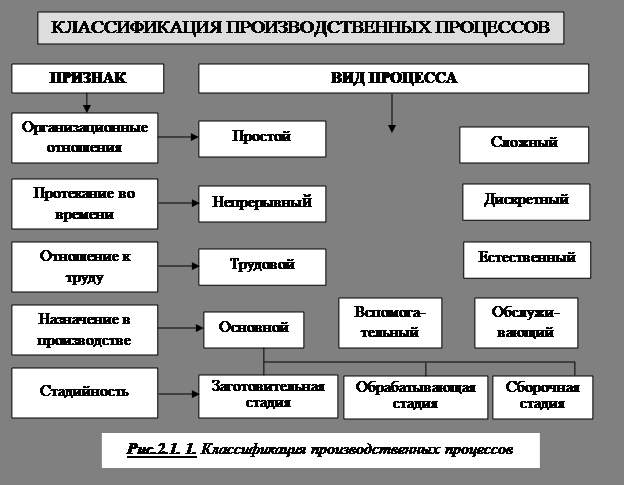 КЛАССИФИКАЦИЯ ПРОИЗВОДСТВЕННЫХ ПРОЦЕССОВ
ПРИЗНАК
ВИД ПРОЦЕССА
Организационные
отношения
Простой
Сложный
Протекание во
времени
Непрерывный
Дискретный
Отношение к
труду
Трудовой
Естественный
Назначение в
производстве
Основной
Вспомога-
тельный
Обслужи-
вающий
Стадийность
Заготовительная
стадия
Обрабатывающая
стадия
Сборочная
стадия
Рис.2.1. 1. Классификация производственных процессов